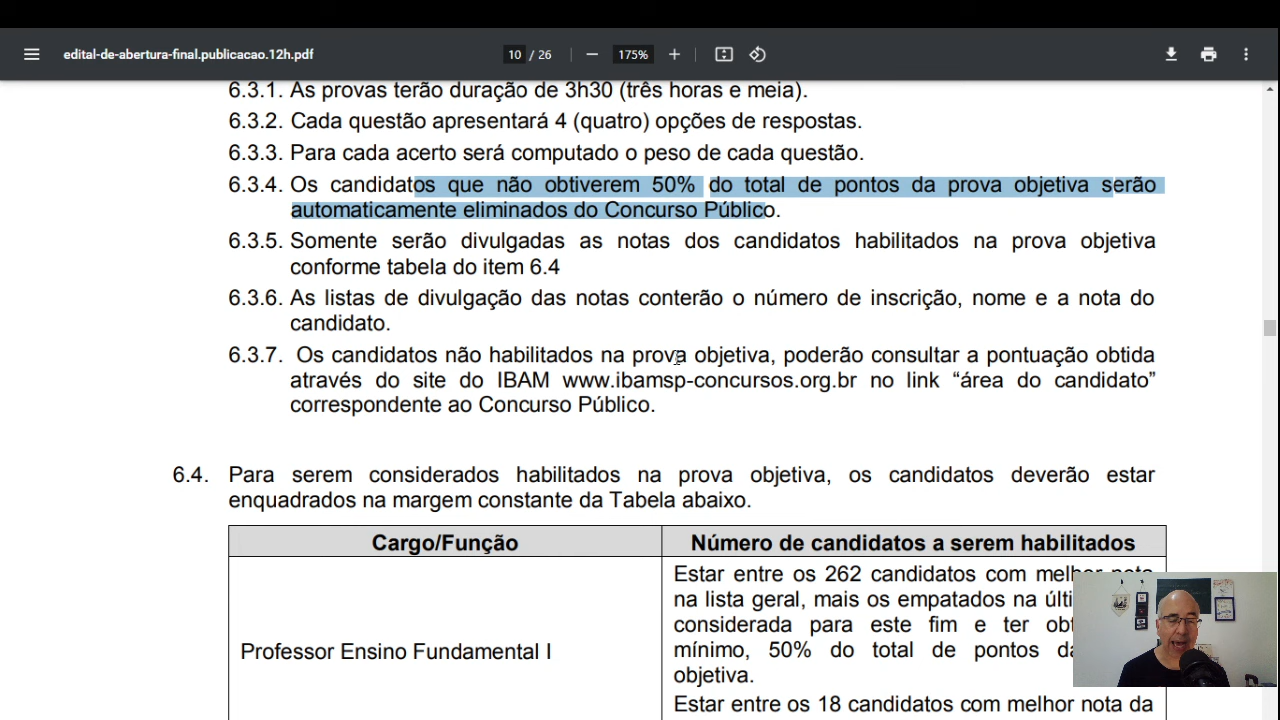 edital-de-abertura-final.publicacao.12h.pdf
10 / 26
175%
6.3.1. As provas terão duração de 3h30 (três horas e meia).
6.3.2. Cada questão apresentará 4 (quatro) opções de respostas.
6.3.3. Para cada acerto será computado o peso de cada questão.
6.3.4. Os candidatos que não obtiverem 50% do total de pontos da prova objetiva serão
automaticamente eliminados do Concurso Público.
6.3.5. Somente serão divulgadas as notas dos candidatos habilitados na prova objetiva
conforme tabela do item 6.4
6.3.6. As listas de divulgação das notas conterão o número de inscrição, nome e a nota do
candidato.
6.3.7. Os candidatos não habilitados na prova objetiva, poderão consultar a pontuação obtida
através do site do IBAM www.ibamsp-concursos.org.br no link “área do candidato”
correspondente ao Concurso Público.
6.4. Para serem considerados habilitados na prova objetiva, os candidatos deverão estar
enquadrados na margem constante da Tabela abaixo.
Cargo/Função
Número de candidatos a serem habilitados
Professor Ensino Fundamental I
Estar entre os 262 candidatos com melhor nota
na lista geral, mais os empatados na
considerada para este fim e ter
mínimo, 50% do total de pontos
objetiva.
Estar entre os 18 candidatos com melhor nota da